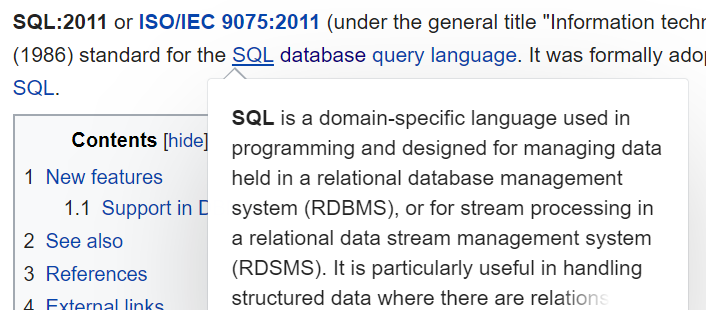 SQL:2011 or ISO/IEC 9075:2011 (under the general title "Information techn
(1986) standard for the SQL database query language. It was formally adop
SQL.
Contents [hide]
1 New features
1.1 Support in D
2 See also
3 References
4 External links
SQL is a domain-specific language used in
programming and designed for managing data
held in a relational database management
system (RDBMS), or for stream processing in
a relational data stream management system
(RDSMS). It is particularly useful in handling
structured data where there are relations